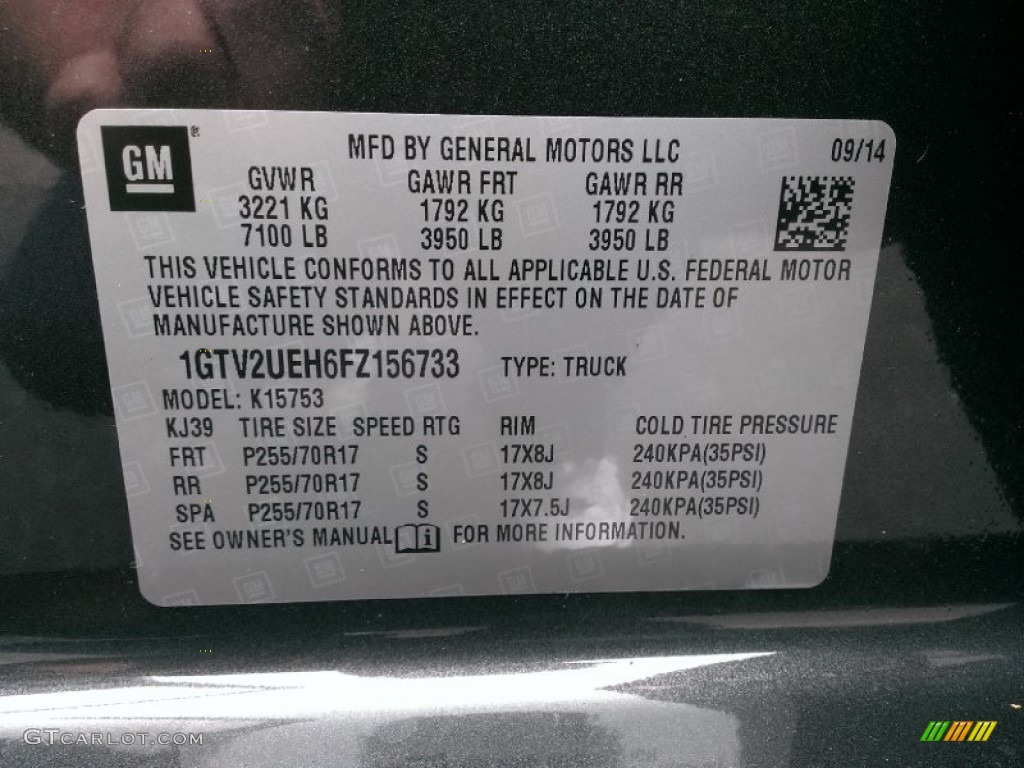 GM
MFD BY GENERAL MOTORS LLC 09/14
GVWR GAWR FRT GAWR RR
3221 KG 1792 KG 1792 KG
7100 LB 3950 LB 3950 LB
THIS VEHICLE CONFORMS TO ALL APPLICABLE U.S. FEDERAL MOTOR
VEHICLE SAFETY STANDARDS IN EFFECT ON THE DATE OF
MANUFACTURE SHOWN ABOVE.
1GTV2UEH6FZ156733 TYPE: TRUCK
MODEL: K15753
KJ39 TIRE SIZE SPEED RTG RIM COLD TIRE PRESSURE
FRT P255/70R17 S 17X8J 240KPA(35PSI)
RR P255/70R17 S 17X8J 240KPA(35PSI)
SPA P255/70R17 S 17X7.5J 240KPA(35PSI)
SEE OWNER'S MANUAL i FOR MORE INFORMATION.
GTCARLOT.COM